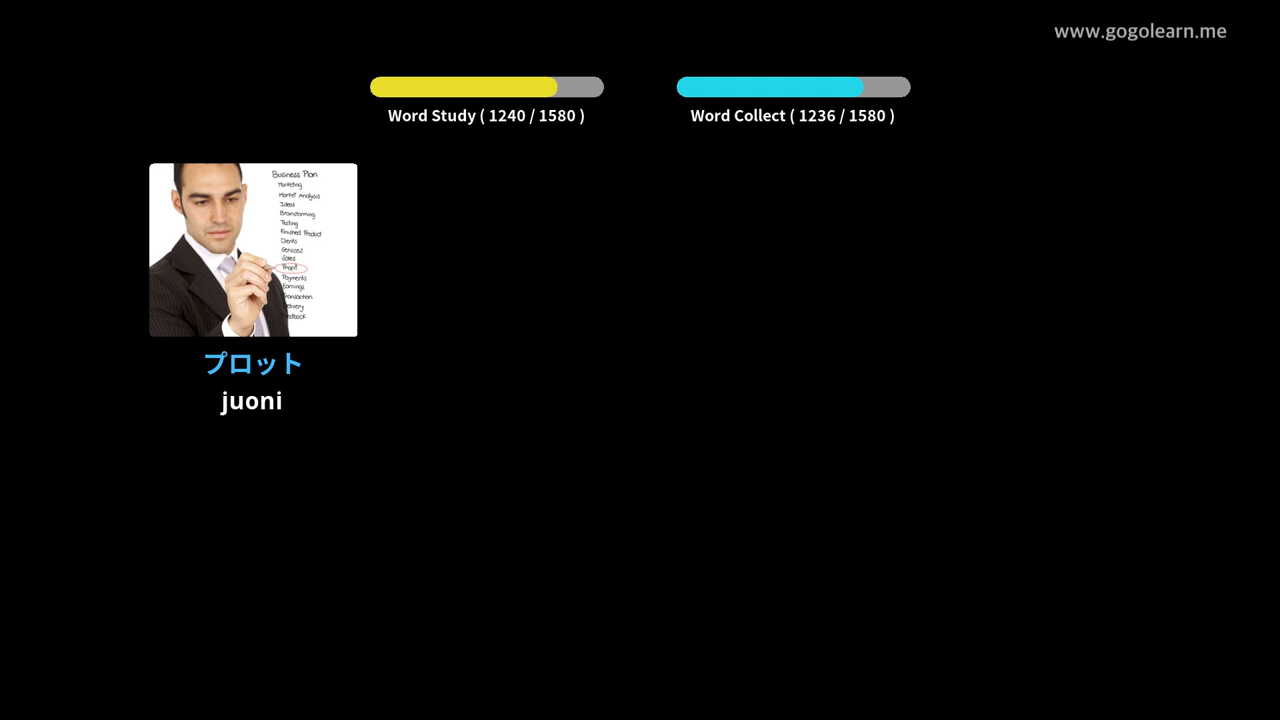 www.gogolearn.me
Word Study ( 1240 / 1580 )
Word Collect ( 1236 / 1580 )
Business Plan
Marketing
Market Analysis
Ideas
Brainstorming
Testing
Finished Product
Clients
Services
Sales
Profit
Payments
Earnings
Transaction
Delivery
Feedback
プロット
juoni